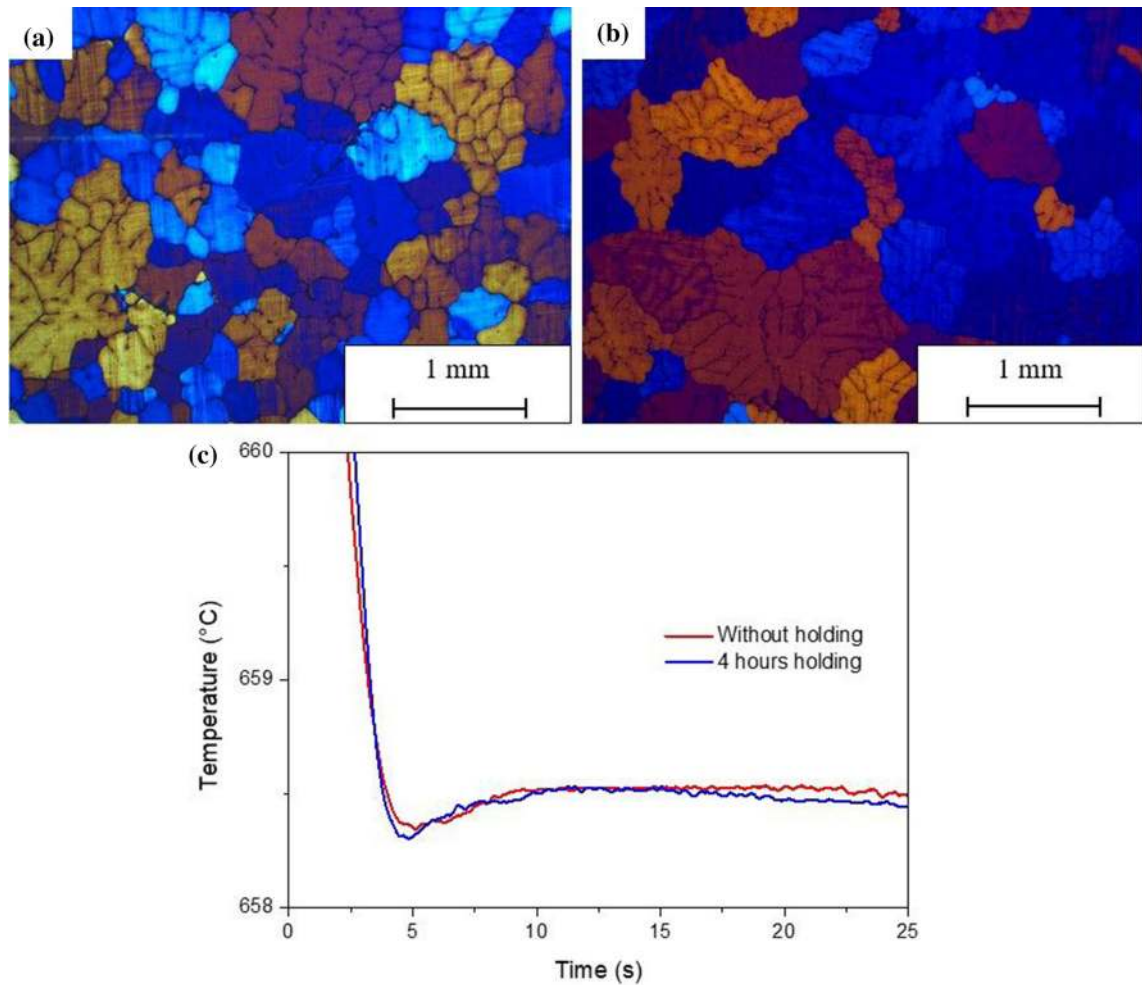 (a)
1 mm
(b)
1 mm
(c)
660
659
658
Temperature (°C)
Without holding
4 hours holding
0
5
10
15
20
25
Time (s)